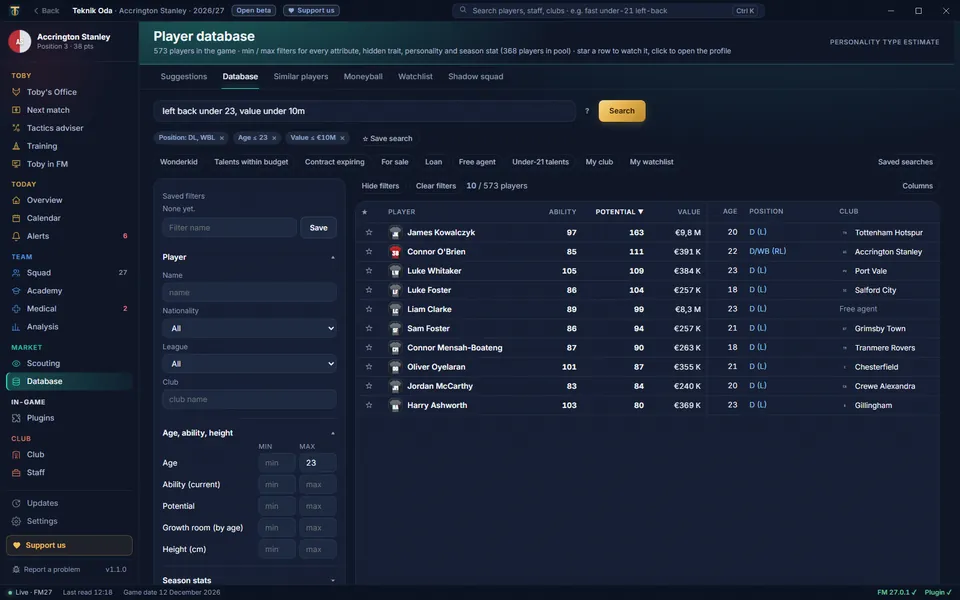 Back
Teknik Oda · Accrington Stanley · 2026/27
Open beta
Support us
Search players, staff, clubs · e.g. fast under-21 left-back
Ctrl K
Accrington Stanley
Position 3 · 38 pts
TOBY
Toby's Office
Next match
Tactics adviser
Training
Toby in FM
TODAY
Overview
Calendar
Alerts 6
TEAM
Squad 27
Academy
Medical 2
Analysis
MARKET
Scouting
Database
IN-GAME
Plugins
CLUB
Club
Staff
Updates
Settings
Support us
Report a problem v1.1.0
Player database
573 players in the game · min / max filters for every attribute, hidden trait, personality and season stat (368 players in pool) · star a row to watch it, click to open the profile
PERSONALITY TYPE ESTIMATE
Suggestions Database Similar players Moneyball Watchlist Shadow squad
left back under 23, value under 10m
? Search
Position: DL, WBL × Age ≤ 23 × Value ≤ €10M × ☆ Save search
Wonderkid Talents within budget Contract expiring For sale Loan Free agent Under-21 talents My club My watchlist Saved searches
Saved filters
None yet.
Filter name Save
Player
Name
name
Nationality
All
League
All
Club
club name
Age, ability, height
MIN MAX
Age min 23
Ability (current) min max
Potential min max
Growth room (by age) min max
Height (cm) min max
Season stats
Hide filters Clear filters 10 / 573 players Columns
★ PLAYER ABILITY POTENTIAL ▼ VALUE AGE POSITION CLUB
☆ James Kowalczyk 97 163 €9,8 M 20 D (L) Tottenham Hotspur
☆ Connor O'Brien 85 111 €391 K 22 D/WB (RL) Accrington Stanley
☆ Luke Whitaker 105 109 €384 K 23 D (L) Port Vale
☆ Luke Foster 86 104 €257 K 18 D (L) Salford City
☆ Liam Clarke 89 99 €8,3 M 23 D (L) Free agent
☆ Sam Foster 86 94 €257 K 21 D (L) Grimsby Town
☆ Connor Mensah-Boateng 87 90 €263 K 18 D (L) Tranmere Rovers
☆ Oliver Oyelaran 101 87 €355 K 21 D (L) Chesterfield
☆ Jordan McCarthy 83 84 €240 K 20 D (L) Crewe Alexandra
☆ Harry Ashworth 103 80 €369 K 23 D (L) Gillingham
Live · FM27 Last read 12:18 Game date 12 December 2026
FM 27.0.1 ✓ Plugin ✓